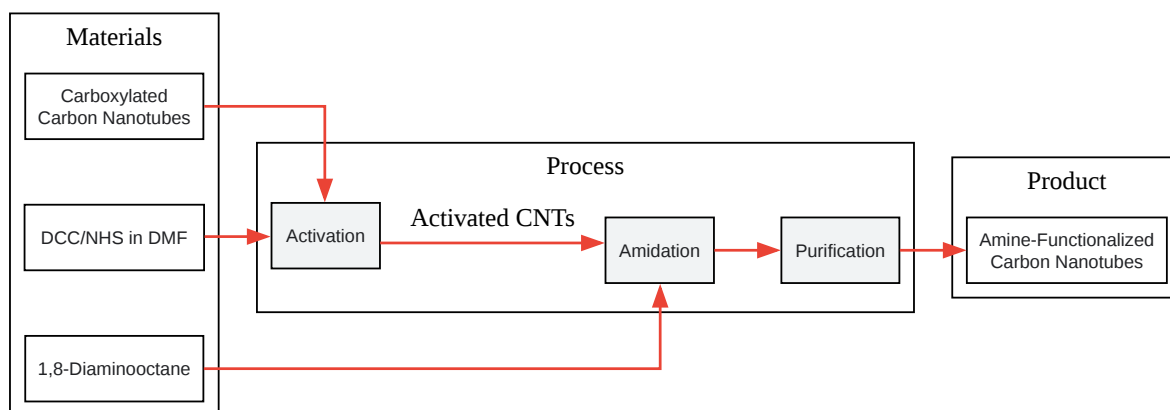 Materials
Carboxylated
Carbon Nanotubes
DCC/NHS in DMF
1,8-Diaminooctane
Process
Activation
Activated CNTs
Amidation
Purification
Product
Amine-Functionalized
Carbon Nanotubes